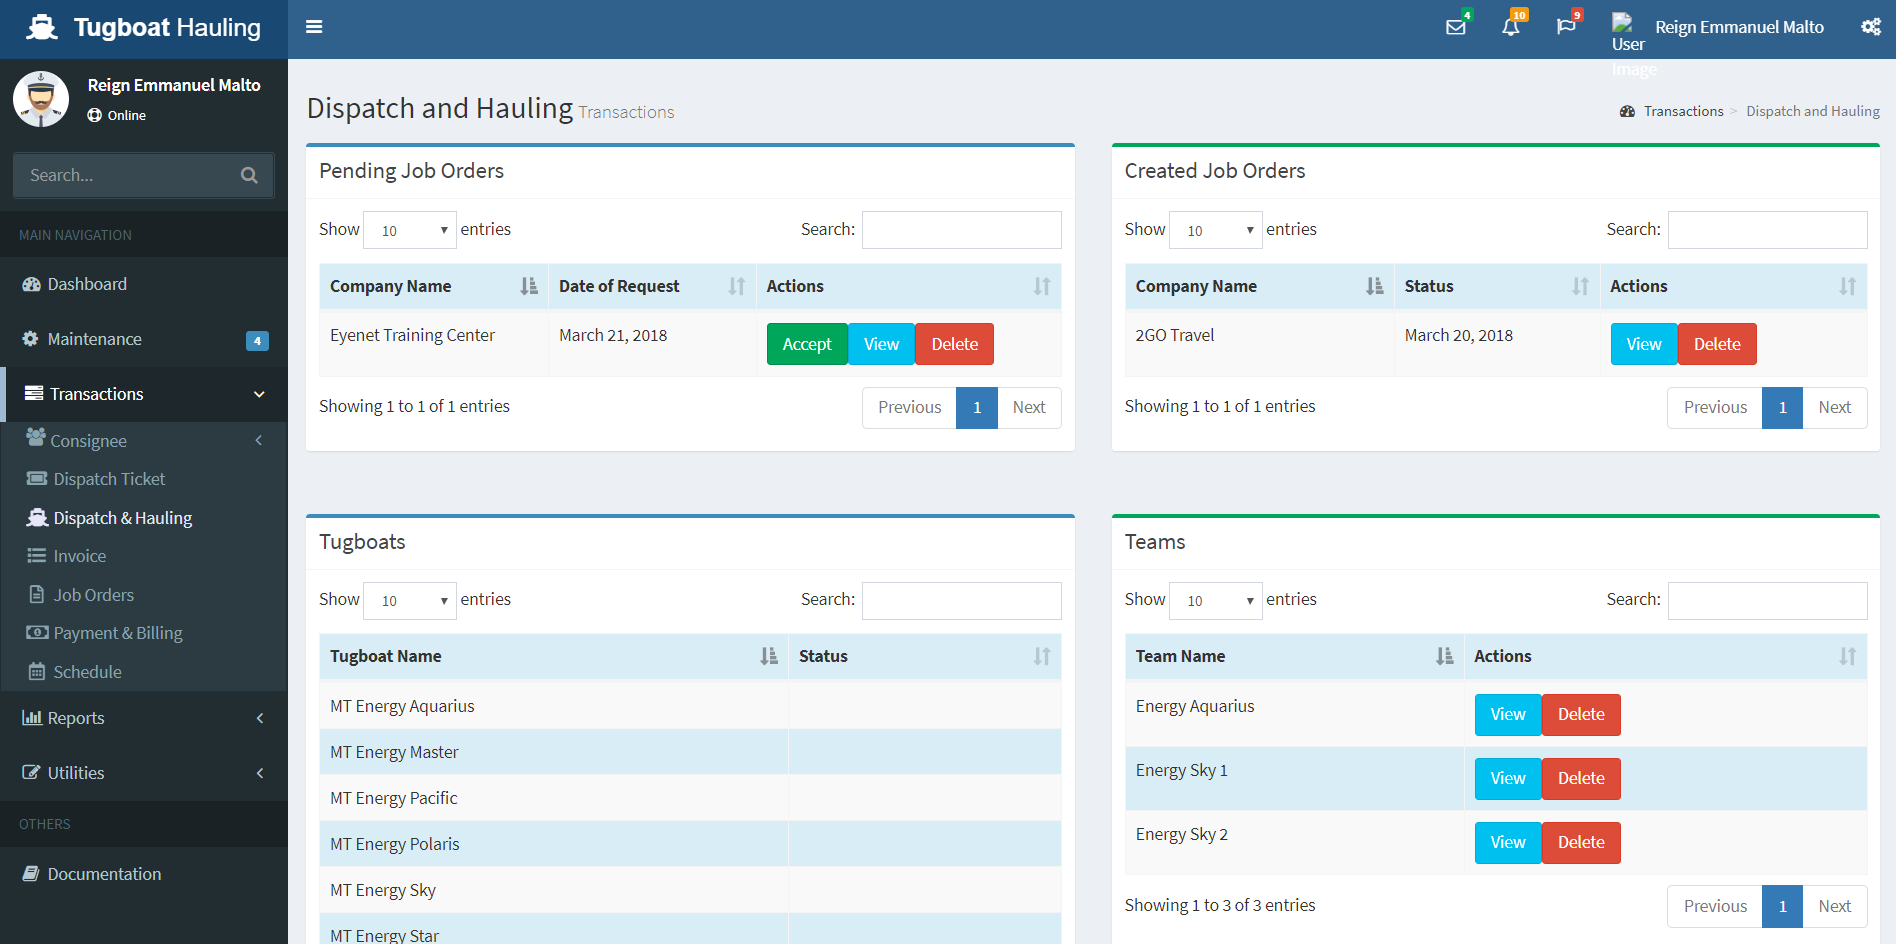 Tugboat Hauling
4
10
9
User Image
Reign Emmanuel Malto
Reign Emmanuel Malto
Online
Search...
MAIN NAVIGATION
Dashboard
Maintenance 4
Transactions
Consignee
Dispatch Ticket
Dispatch & Hauling
Invoice
Job Orders
Payment & Billing
Schedule
Reports
Utilities
OTHERS
Documentation
Dispatch and Hauling Transactions
Transactions > Dispatch and Hauling
Pending Job Orders
Show 10 entries Search:
Company Name Date of Request Actions
Eyenet Training Center March 21, 2018 Accept View Delete
Showing 1 to 1 of 1 entries Previous 1 Next
Created Job Orders
Show 10 entries Search:
Company Name Status Actions
2GO Travel March 20, 2018 View Delete
Showing 1 to 1 of 1 entries Previous 1 Next
Tugboats
Show 10 entries Search:
Tugboat Name Status
MT Energy Aquarius
MT Energy Master
MT Energy Pacific
MT Energy Polaris
MT Energy Sky
MT Energy Star
Teams
Show 10 entries Search:
Team Name Actions
Energy Aquarius View Delete
Energy Sky 1 View Delete
Energy Sky 2 View Delete
Showing 1 to 3 of 3 entries Previous 1 Next